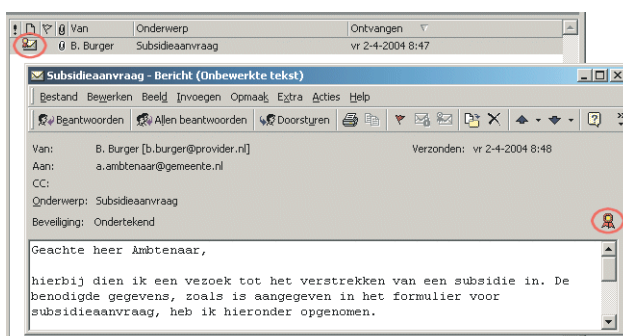 ! Van Onderwerp Ontvangen
B. Burger Subsidieaanvraag vr 2-4-2004 8:47
Subsidieaanvraag - Bericht (Onbewerkte tekst)
Bestand Bewerken Beeld Invoegen Opmaak Extra Acties Help
Beantwoorden Allen beantwoorden Doorsturen
Van: B. Burger [b.burger@provider.nl] Verzonden: vr 2-4-2004 8:48
Aan: a.ambtenaar@gemeente.nl
CC:
Onderwerp: Subsidieaanvraag
Beveiliging: Ondertekend
Geachte heer Ambtenaar,
hierbij dien ik een vezoek tot het verstrekken van een subsidie in. De
benodigde gegevens, zoals is aangegeven in het formulier voor
subsidieaanvraag, heb ik hieronder opgenomen.